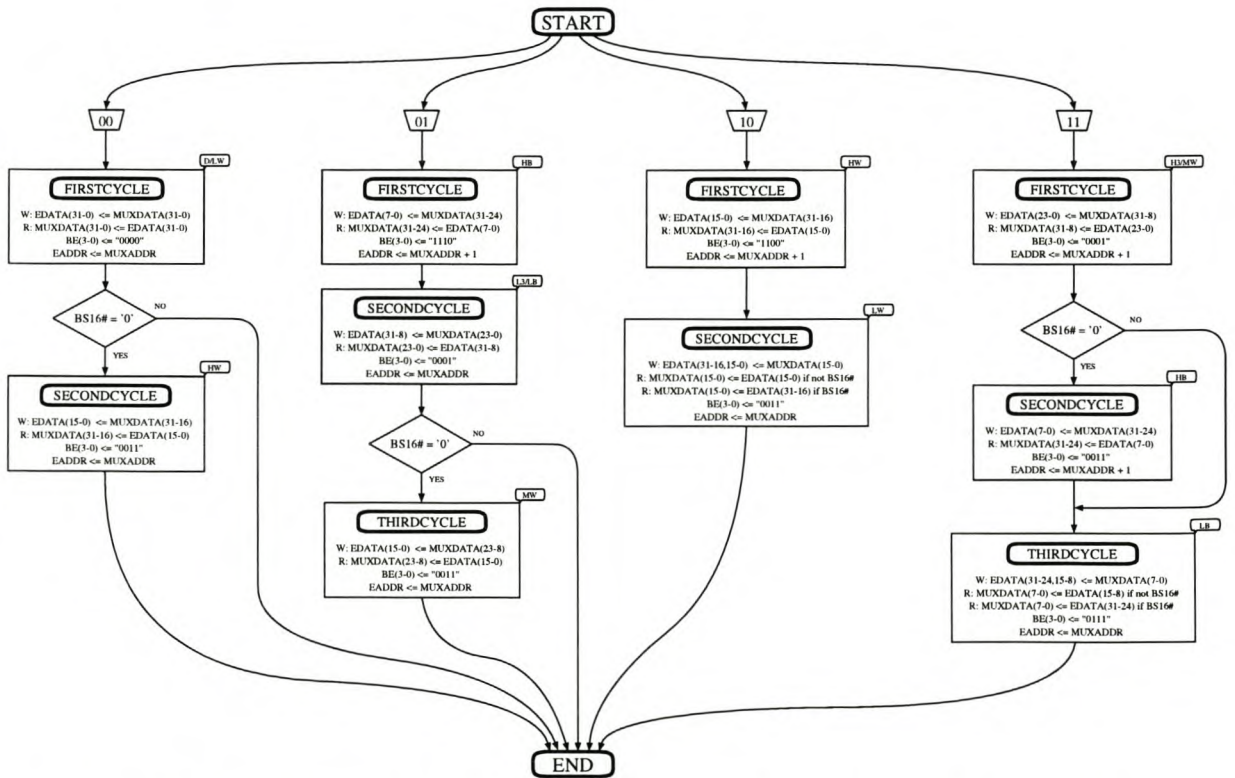 START
00
D/LW
FIRSTCYCLE
W: EDATA(31-0) <= MUXDATA(31-0)
R: MUXDATA(31-0) <= EDATA(31-0)
BE(3-0) <= "0000"
EADDR <= MUXADDR
BS16# = '0'
NO
YES
HW
SECONDCYCLE
W: EDATA(15-0) <= MUXDATA(31-16)
R: MUXDATA(31-16) <= EDATA(15-0)
BE(3-0) <= "0011"
EADDR <= MUXADDR
01
HB
FIRSTCYCLE
W: EDATA(7-0) <= MUXDATA(31-24)
R: MUXDATA(31-24) <= EDATA(7-0)
BE(3-0) <= "1110"
EADDR <= MUXADDR + 1
L3/LB
SECONDCYCLE
W: EDATA(31-8) <= MUXDATA(23-0)
R: MUXDATA(23-0) <= EDATA(31-8)
BE(3-0) <= "0001"
EADDR <= MUXADDR
BS16# = '0'
NO
YES
MW
THIRDCYCLE
W: EDATA(15-0) <= MUXDATA(23-8)
R: MUXDATA(23-8) <= EDATA(15-0)
BE(3-0) <= "0011"
EADDR <= MUXADDR
10
HW
FIRSTCYCLE
W: EDATA(15-0) <= MUXDATA(31-16)
R: MUXDATA(31-16) <= EDATA(15-0)
BE(3-0) <= "1100"
EADDR <= MUXADDR + 1
LW
SECONDCYCLE
W: EDATA(31-16,15-0) <= MUXDATA(15-0)
R: MUXDATA(15-0) <= EDATA(15-0) if not BS16#
R: MUXDATA(15-0) <= EDATA(31-16) if BS16#
BE(3-0) <= "0011"
EADDR <= MUXADDR
11
H3/MW
FIRSTCYCLE
W: EDATA(23-0) <= MUXDATA(31-8)
R: MUXDATA(31-8) <= EDATA(23-0)
BE(3-0) <= "0001"
EADDR <= MUXADDR + 1
BS16# = '0'
NO
YES
HB
SECONDCYCLE
W: EDATA(7-0) <= MUXDATA(31-24)
R: MUXDATA(31-24) <= EDATA(7-0)
BE(3-0) <= "0011"
EADDR <= MUXADDR + 1
LB
THIRDCYCLE
W: EDATA(31-24,15-8) <= MUXDATA(7-0)
R: MUXDATA(7-0) <= EDATA(15-8) if not BS16#
R: MUXDATA(7-0) <= EDATA(31-24) if BS16#
BE(3-0) <= "0111"
EADDR <= MUXADDR
END